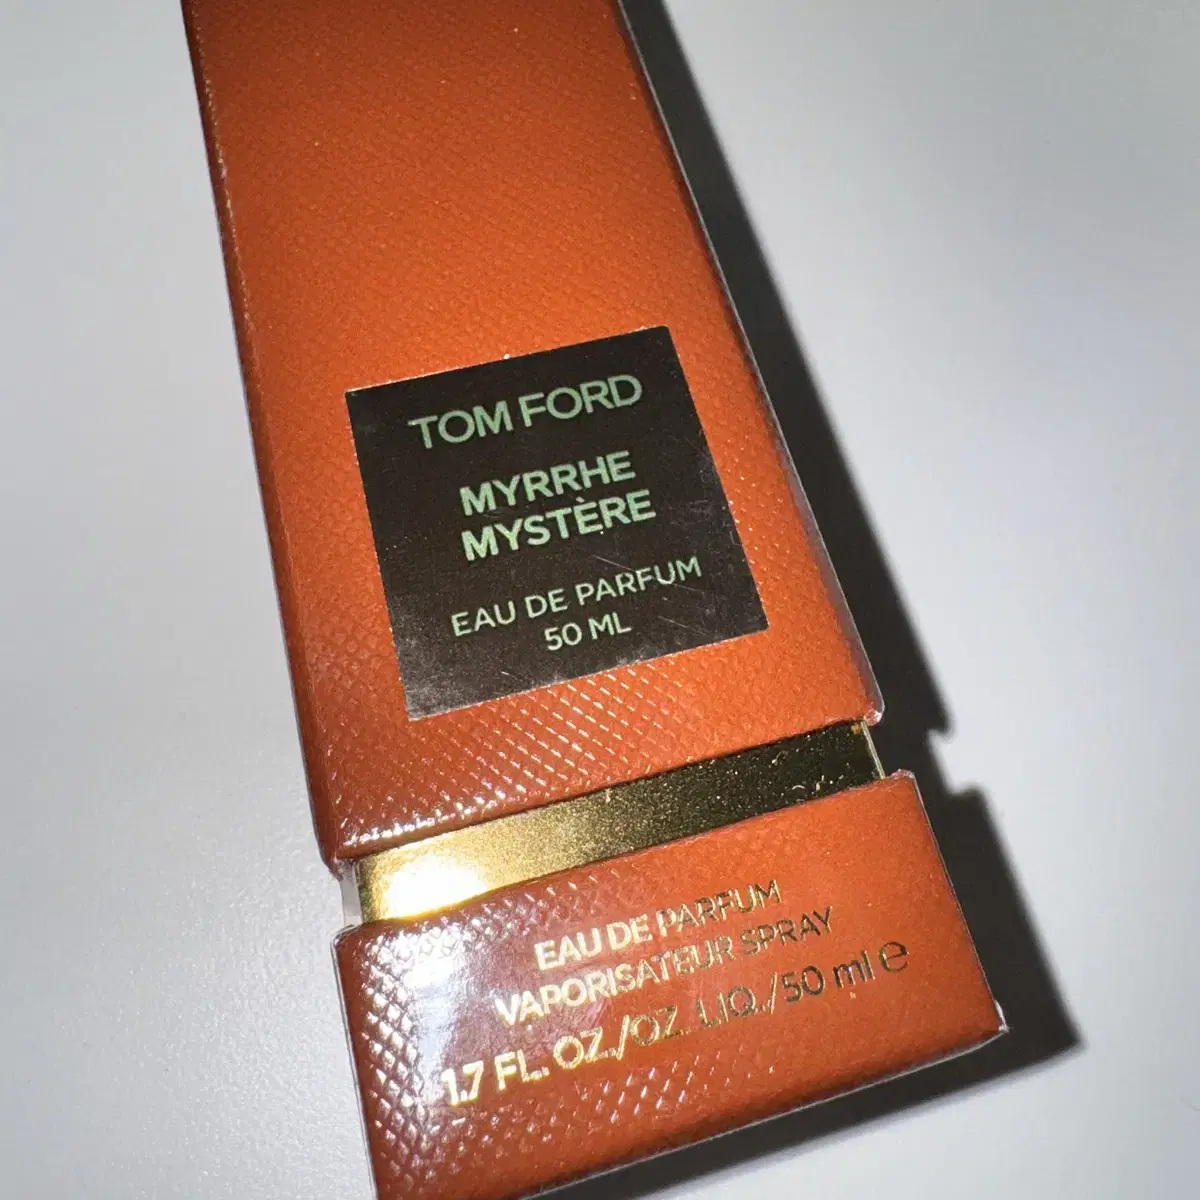 TOM FORD
MYRRHE
MYSTÈRE
EAU DE PARFUM
50 ML
EAU DE PARFUM
VAPORISATEUR SPRAY
1.7 FL. OZ./OZ. LIQ./50 ml ℮